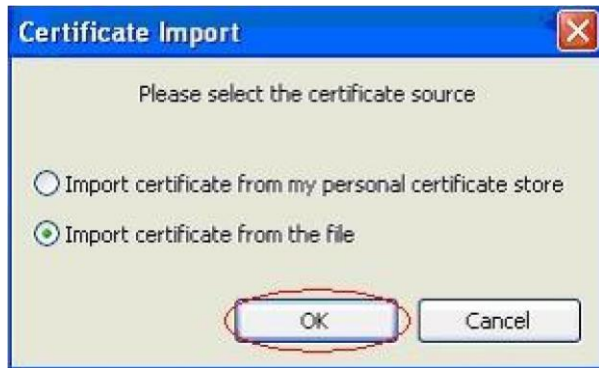 Certificate Import
Please select the certificate source
Import certificate from my personal certificate store
Import certificate from the file
OK Cancel